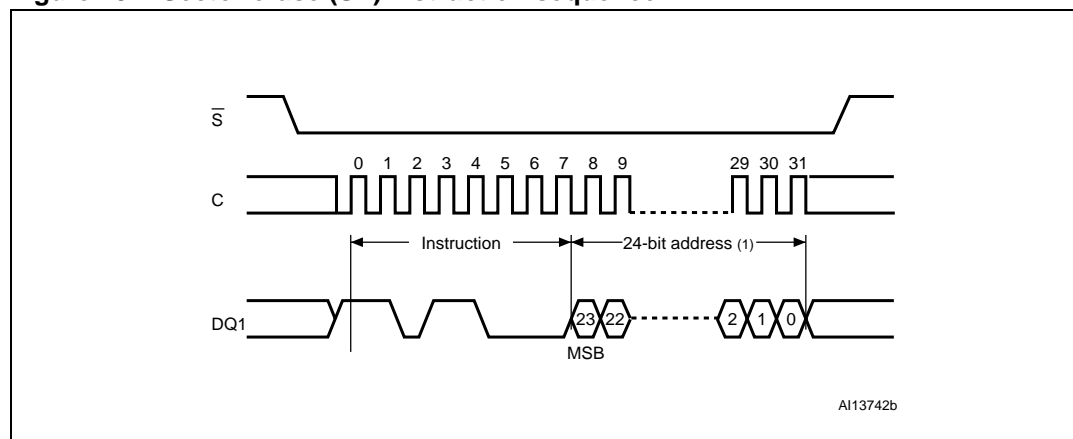 S
0 1 2 3 4 5 6 7 8 9 29 30 31
C
Instruction 24-bit address (1)
DQ1 23 22 2 1 0
MSB
AI13742b